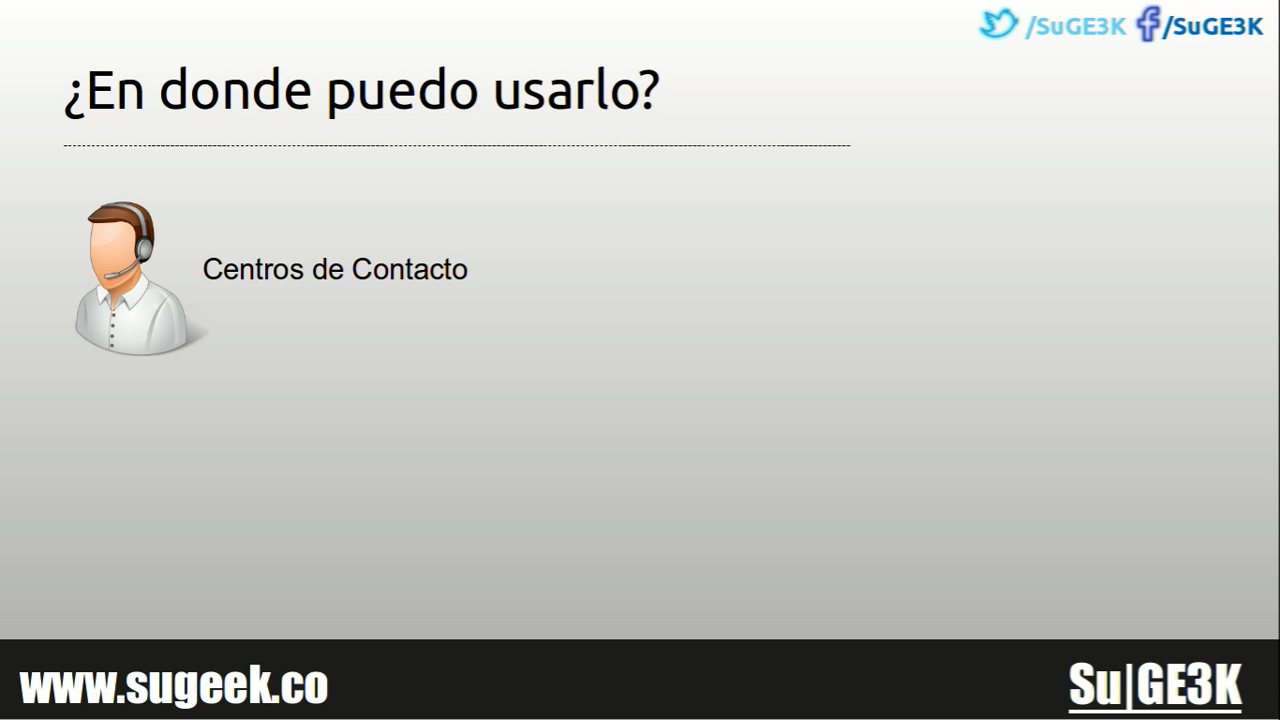 /SuGE3K /SuGE3K
¿En donde puedo usarlo?
Centros de Contacto
www.sugeek.co
Su|GE3K